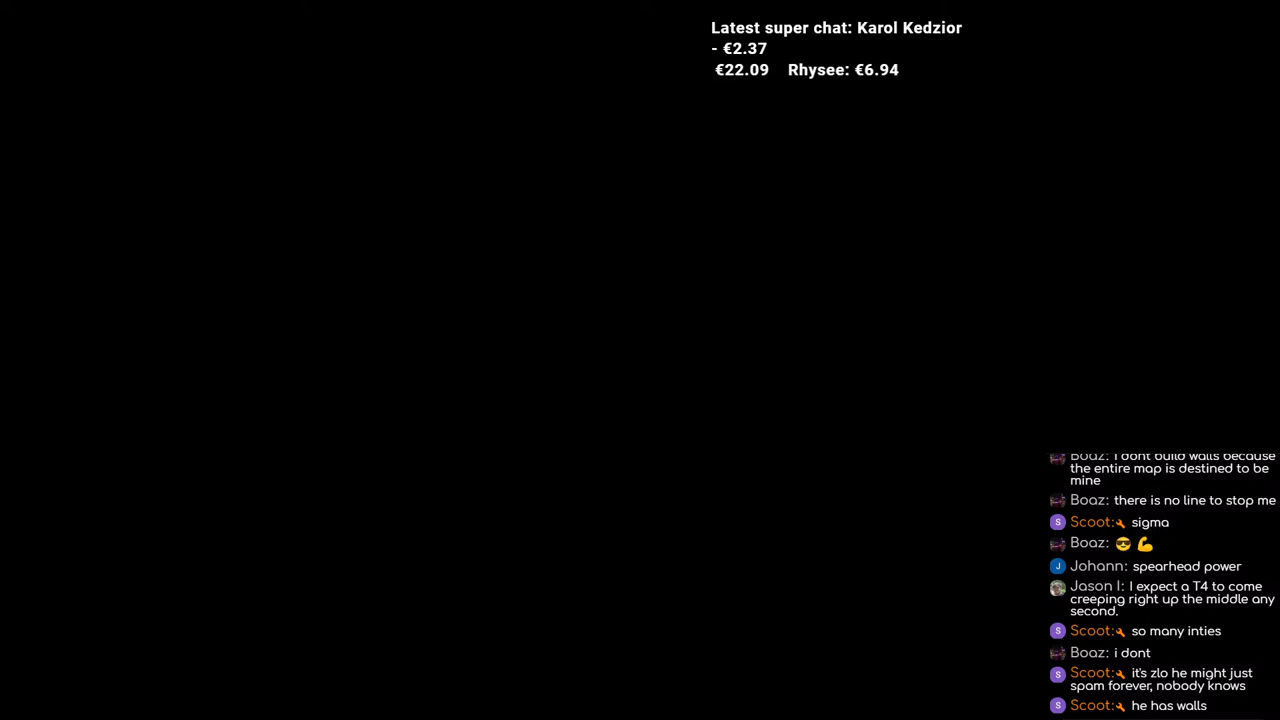 Latest super chat: Karol Kedzior
- €2.37
€22.09 Rhysee: €6.94
Boaz: i dont build walls because
the entire map is destined to be
mine
Boaz: there is no line to stop me
S Scoot: sigma
Boaz: 😎 💪
J Johann: spearhead power
Jason I: I expect a T4 to come
creeping right up the middle any
second.
S Scoot: so many inties
Boaz: i dont
S Scoot: it's zlo he might just
spam forever, nobody knows
S Scoot: he has walls